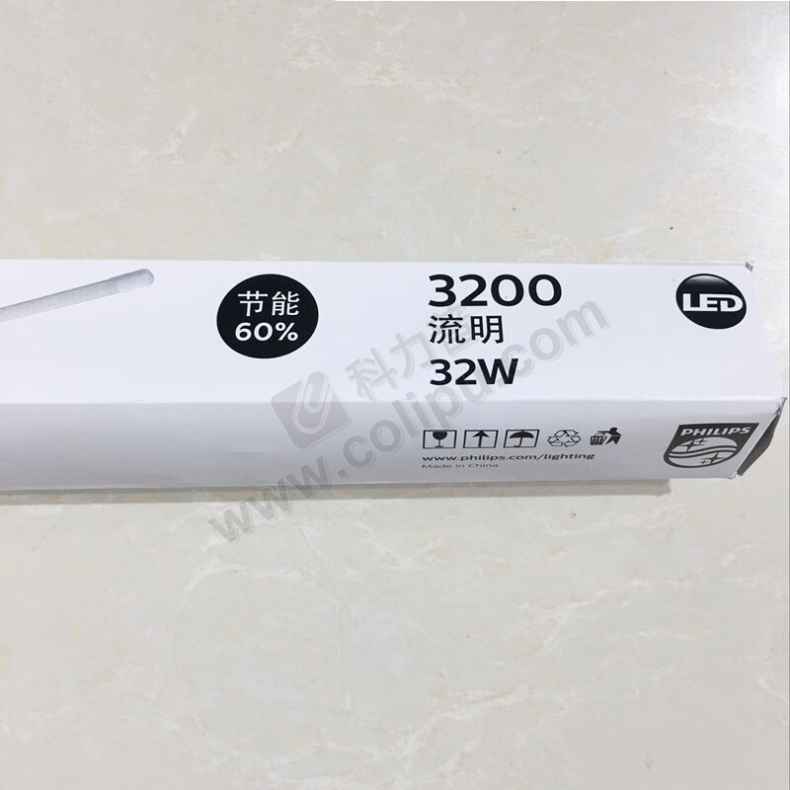 节能
60%
3200
流明
32W
LED
www.philips.com/lighting
Made in China
PHILIPS
科力普
www.colipu.com